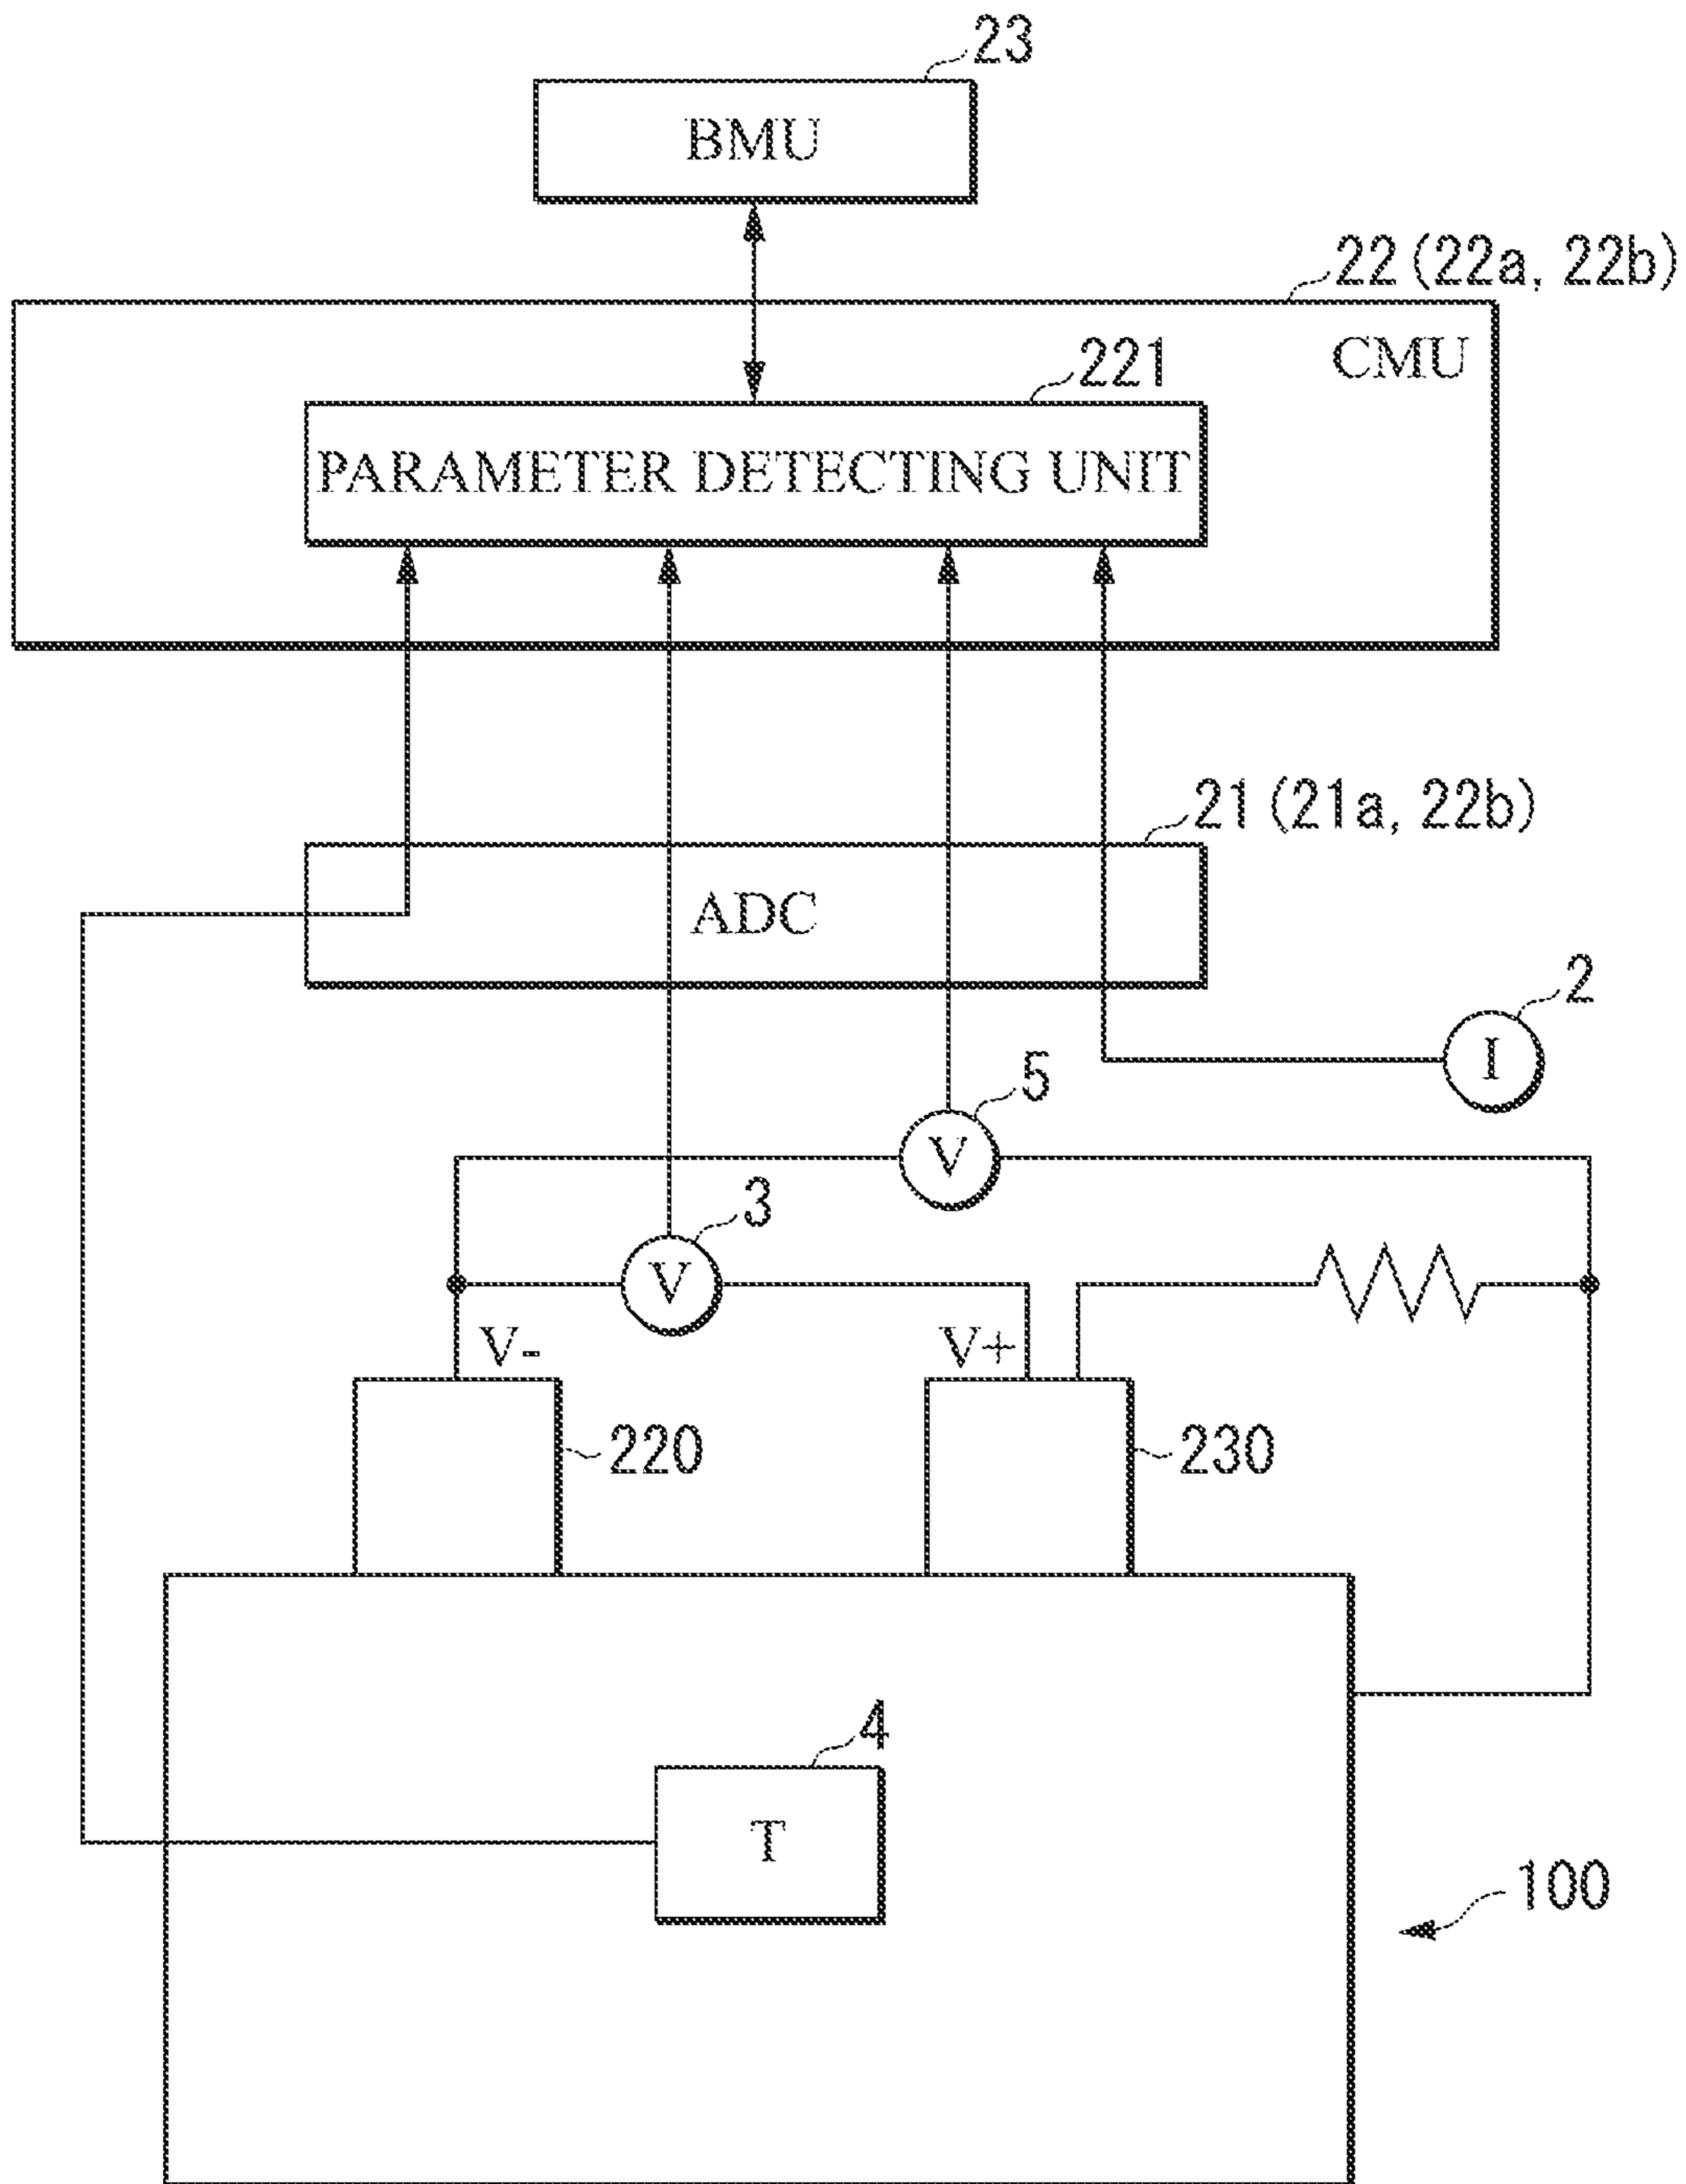 23
BMU
22 (22a, 22b)
CMU
221
PARAMETER DETECTING UNIT
21 (21a, 22b)
ADC
2
I
5
V
3
V
V-
V+
220
230
4
T
100